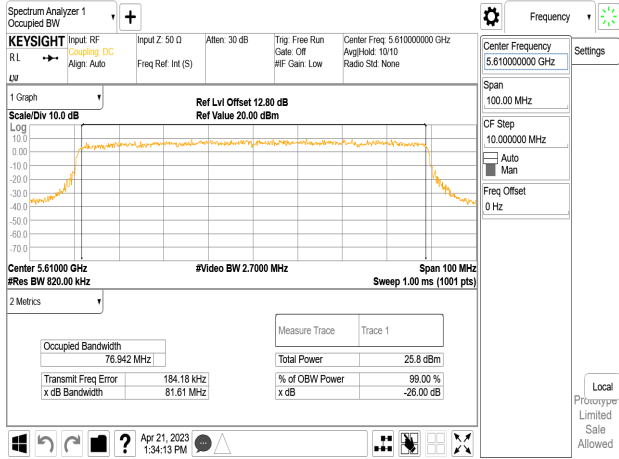 Spectrum Analyzer 1
Occupied BW
Frequency
KEYSIGHT
R L
LXI
Input: RF
Coupling: DC
Align: Auto
Input Z: 50 Ω
Freq Ref: Int (S)
Atten: 30 dB
Trig: Free Run
Gate: Off
#IF Gain: Low
Center Freq: 5.610000000 GHz
Avg|Hold: 10/10
Radio Std: None
Center Frequency
5.610000000 GHz
Settings
Span
100.00 MHz
CF Step
10.000000 MHz
Auto
Man
Freq Offset
0 Hz
1 Graph
Scale/Div 10.0 dB
Ref Lvl Offset 12.80 dB
Ref Value 20.00 dBm
Log
10.0
0.00
-10.0
-20.0
-30.0
-40.0
-50.0
-60.0
-70.0
Center 5.61000 GHz
#Video BW 2.7000 MHz
Span 100 MHz
#Res BW 820.00 kHz
Sweep 1.00 ms (1001 pts)
2 Metrics
Measure Trace
Trace 1
Occupied Bandwidth
76.942 MHz
Total Power
25.8 dBm
Transmit Freq Error
184.18 kHz
% of OBW Power
99.00 %
x dB Bandwidth
81.61 MHz
x dB
-26.00 dB
Local
Prototype
Limited
Sale
Allowed
?
Apr 21, 2023
1:34:13 PM